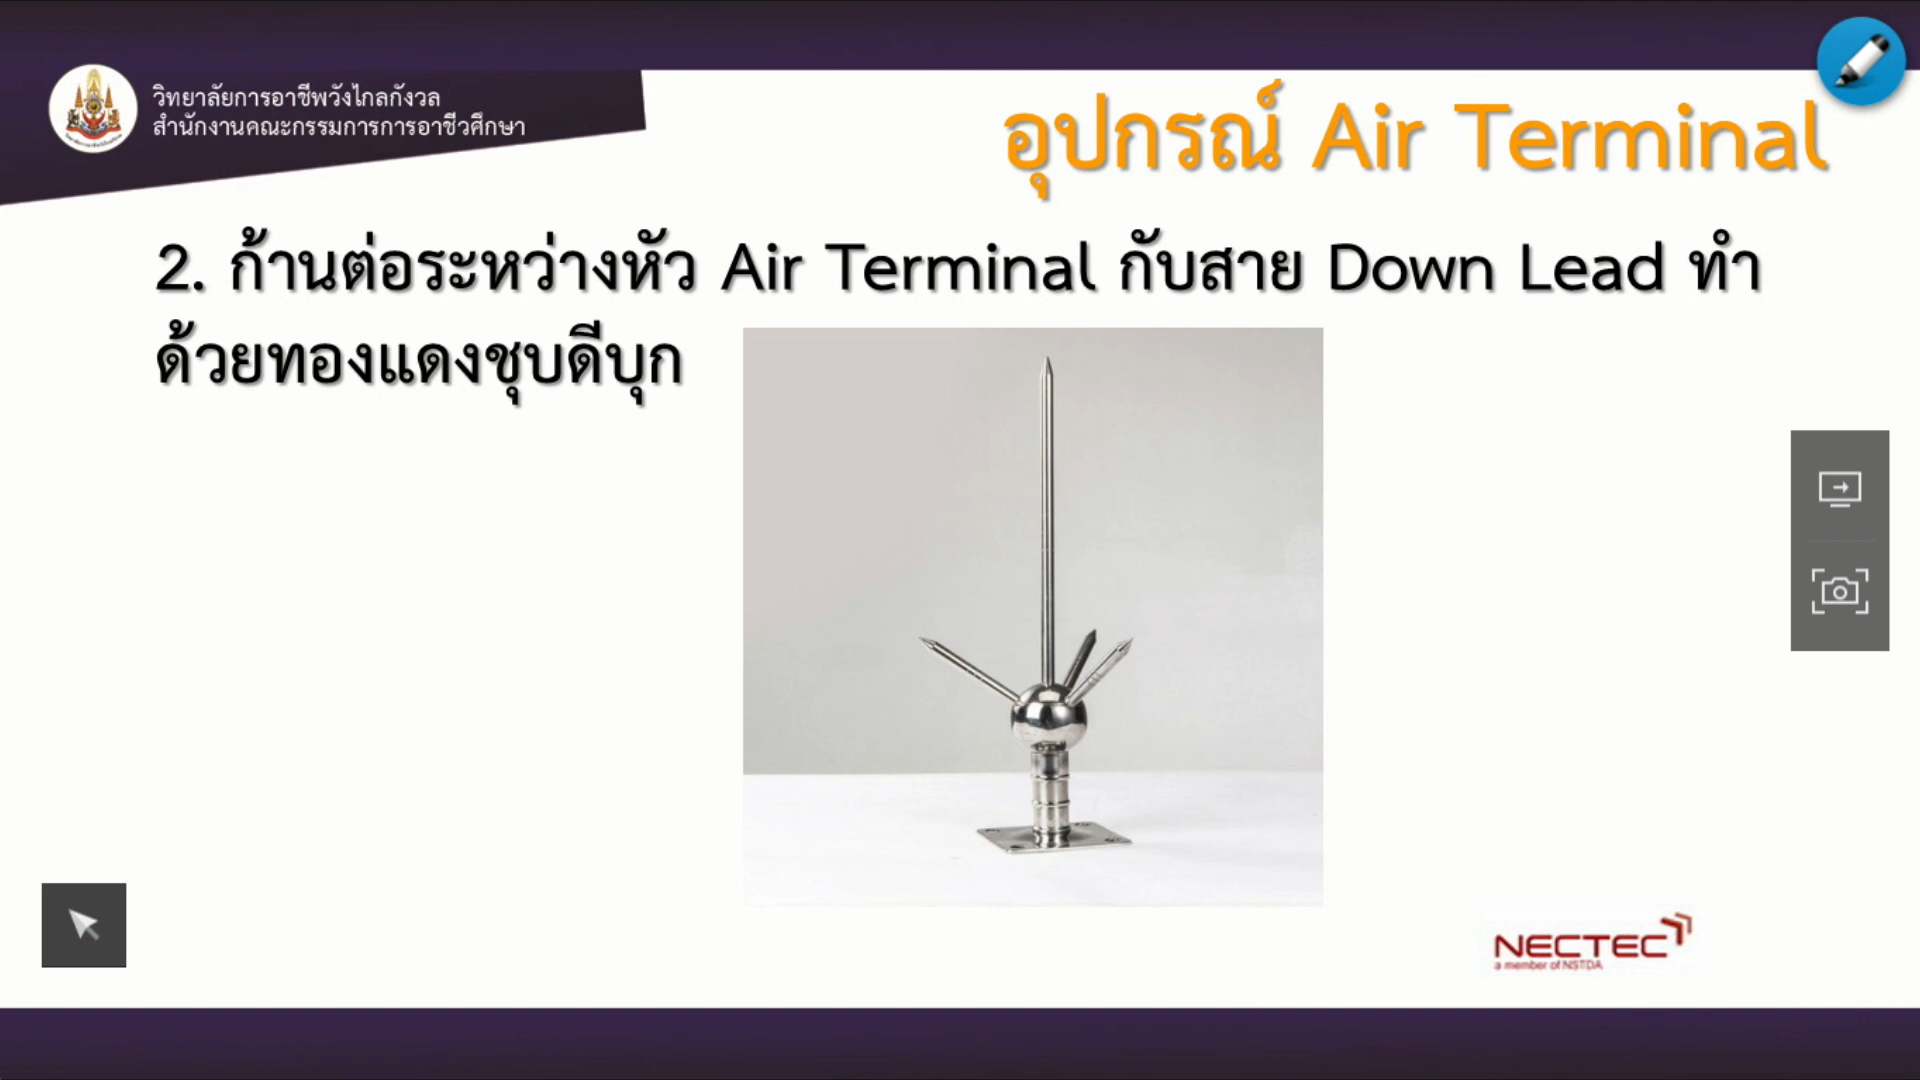 วิทยาลัยการอาชีพวังไกลกังวล
สำนักงานคณะกรรมการการอาชีวศึกษา
อุปกรณ์ Air Terminal
2. ก้านต่อระหว่างหัว Air Terminal กับสาย Down Lead ทำ
ด้วยทองแดงชุบดีบุก
NECTEC
a member of NSTDA